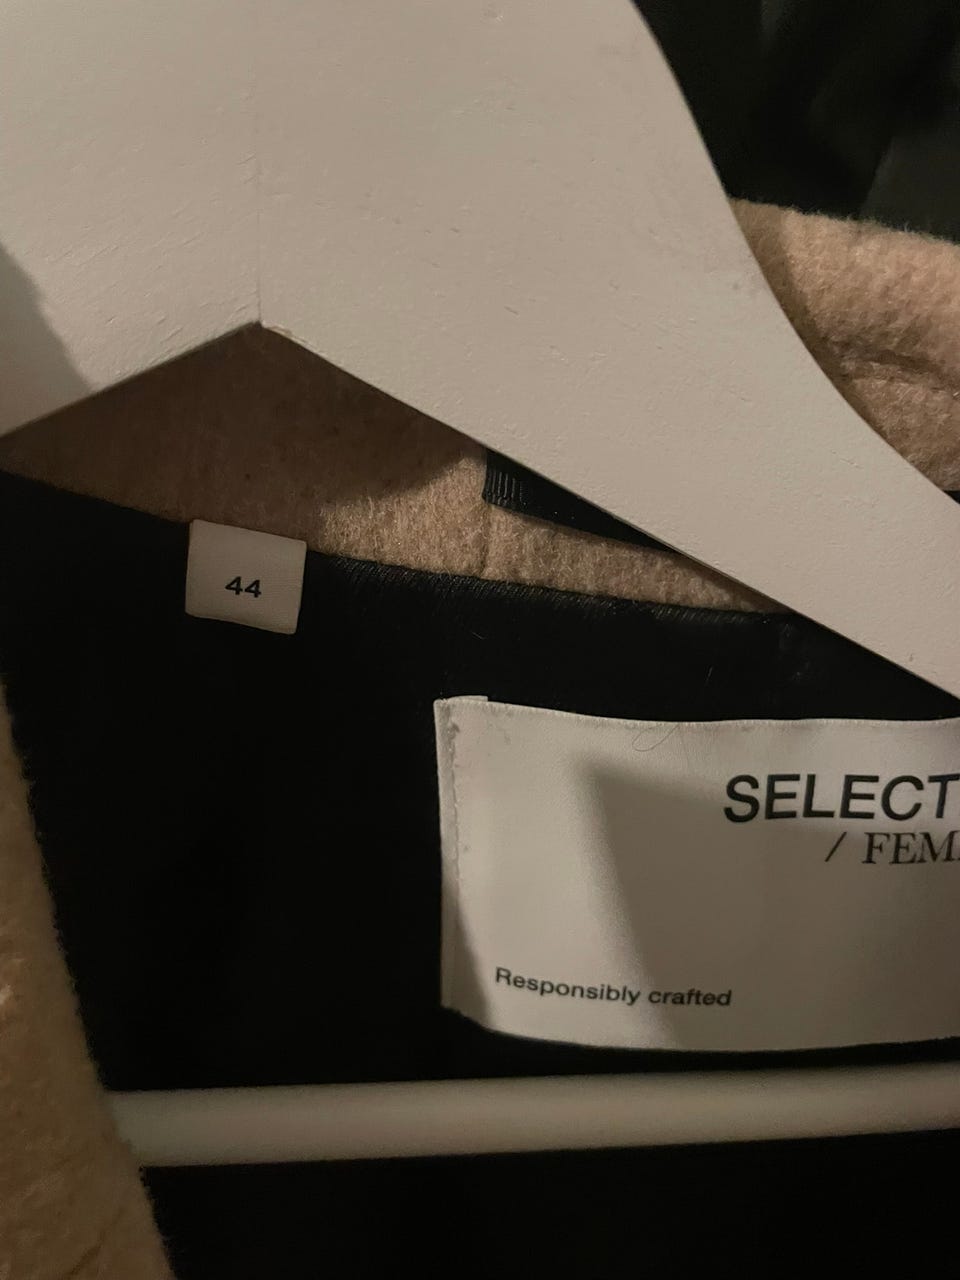 44
SELECT
/ FEM
Responsibly crafted